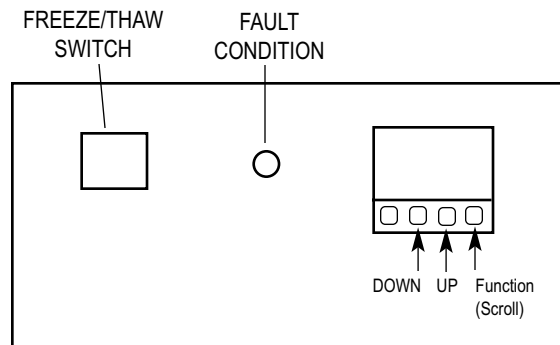 FREEZE/THAW
SWITCH
FAULT
CONDITION
DOWN
UP
Function
(Scroll)